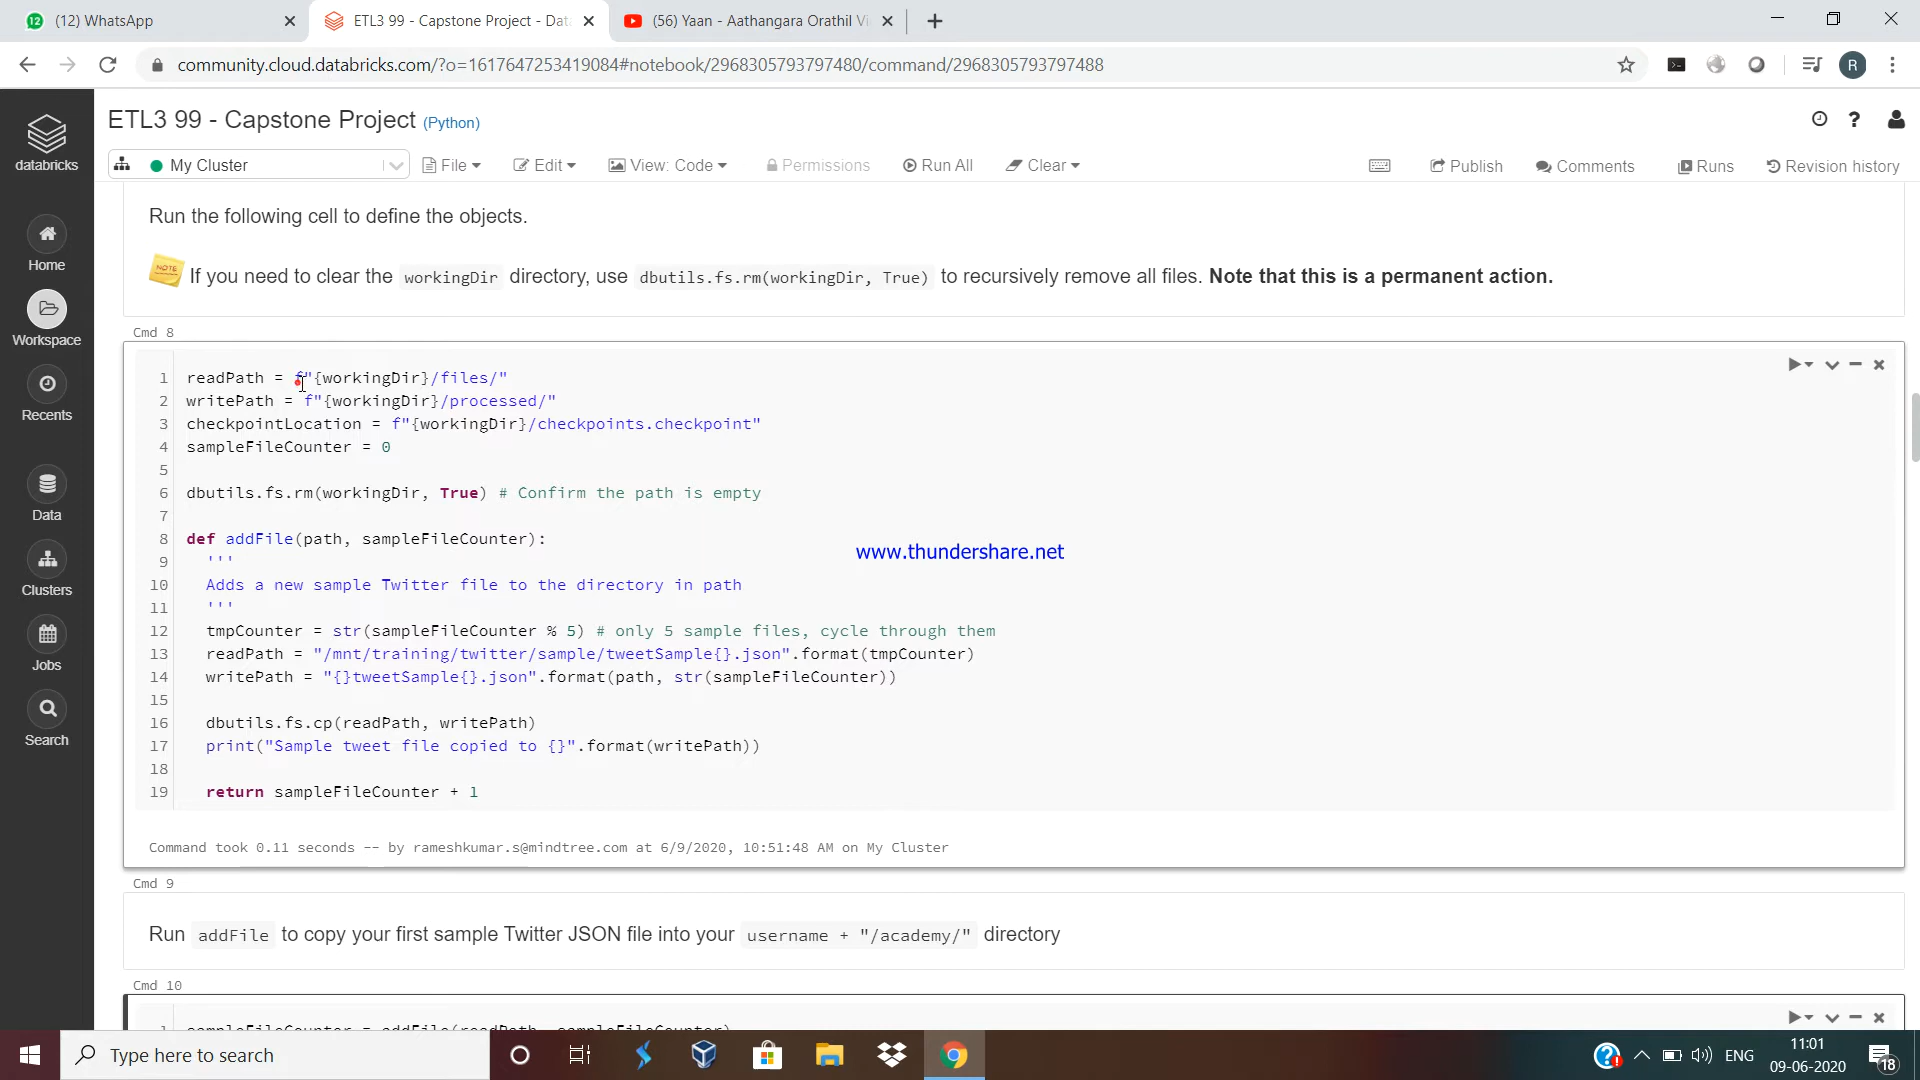 (12) WhatsApp
ETL3 99 - Capstone Project - Dat
(56) Yaan - Aathangara Orathil Vi
community.cloud.databricks.com/?o=1617647253419084#notebook/2968305793797480/command/2968305793797488
R
databricks
Home
Workspace
Recents
Data
Clusters
Jobs
Search
ETL3 99 - Capstone Project (Python)
My Cluster
File
Edit
View: Code
Permissions
Run All
Clear
Publish
Comments
Runs
Revision history
Run the following cell to define the objects.
NOTE
If you need to clear the workingDir directory, use dbutils.fs.rm(workingDir, True) to recursively remove all files. Note that this is a permanent action.
Cmd 8
1 readPath = f"{workingDir}/files/"
2 writePath = f"{workingDir}/processed/"
3 checkpointLocation = f"{workingDir}/checkpoints.checkpoint"
4 sampleFileCounter = 0
5
6 dbutils.fs.rm(workingDir, True) # Confirm the path is empty
7
8 def addFile(path, sampleFileCounter):
9 '''
10 Adds a new sample Twitter file to the directory in path
11 '''
12 tmpCounter = str(sampleFileCounter % 5) # only 5 sample files, cycle through them
13 readPath = "/mnt/training/twitter/sample/tweetSample{}.json".format(tmpCounter)
14 writePath = "{}tweetSample{}.json".format(path, str(sampleFileCounter))
15
16 dbutils.fs.cp(readPath, writePath)
17 print("Sample tweet file copied to {}".format(writePath))
18
19 return sampleFileCounter + 1
www.thundershare.net
Command took 0.11 seconds -- by rameshkumar.s@mindtree.com at 6/9/2020, 10:51:48 AM on My Cluster
Cmd 9
Run addFile to copy your first sample Twitter JSON file into your username + "/academy/" directory
Cmd 10
1 sampleFileCounter = addFile(readPath, sampleFileCounter)
Type here to search
ENG
11:01
09-06-2020
18